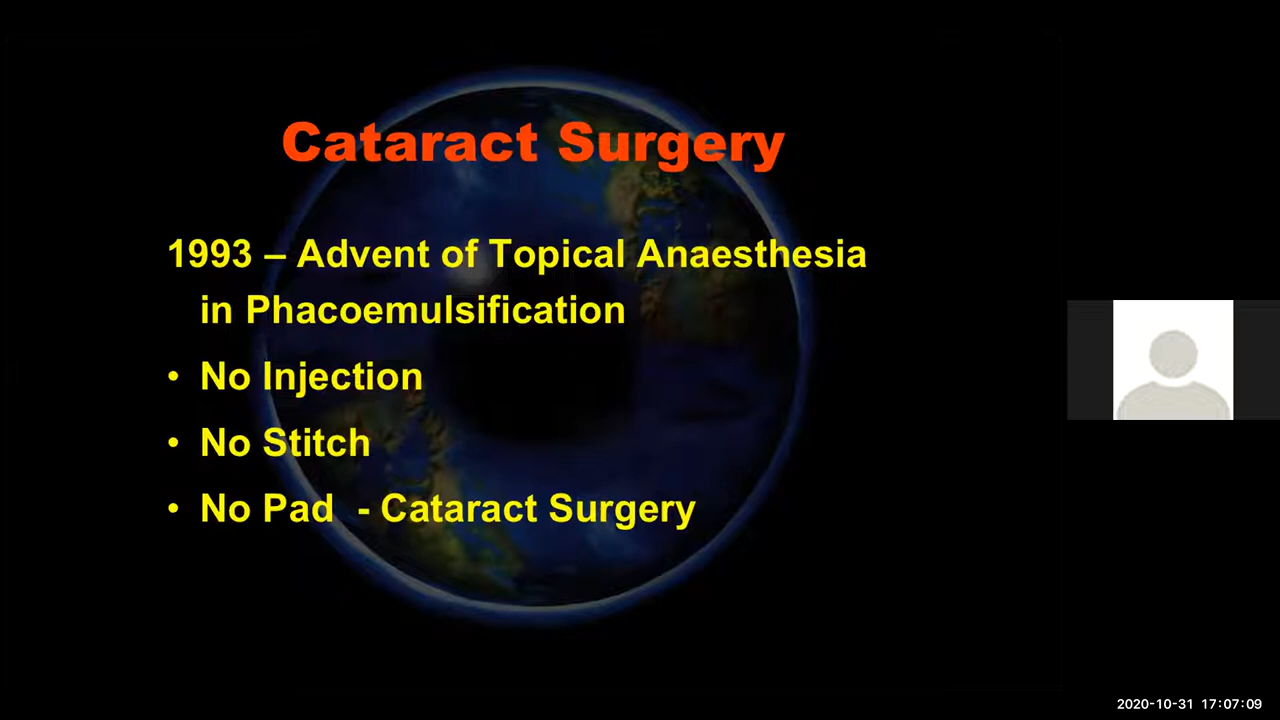 Cataract Surgery
1993 – Advent of Topical Anaesthesia
in Phacoemulsification
• No Injection
• No Stitch
• No Pad  - Cataract Surgery
2020-10-31 17:07:09